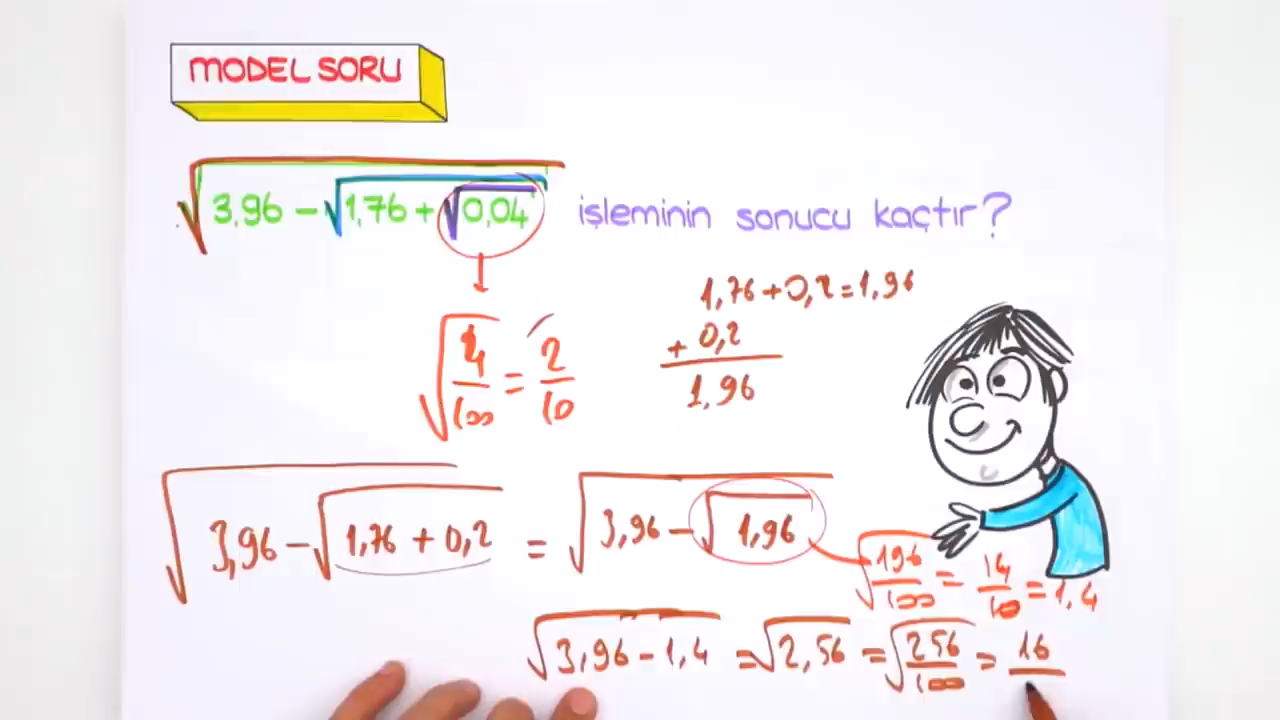 MODEL SORU
√(3,96 − √(1,76 + √(0,04))) işleminin sonucu kaçtır?
1,76+0,2=1,96
√(4/100) = 2/10
+ 0,2
1,96
√(3,96 − √(1,76 + 0,2)) = √(3,96 − √(1,96))
√(196/100) = 14/10 = 1,4
√(3,96 − 1,4) = √(2,56) = √(256/100) = 16